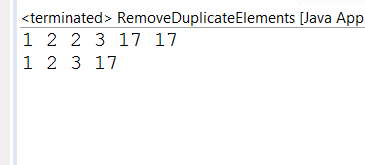 <terminated> RemoveDuplicateElements [Java App
1 2 2 3 17 17
1 2 3 17